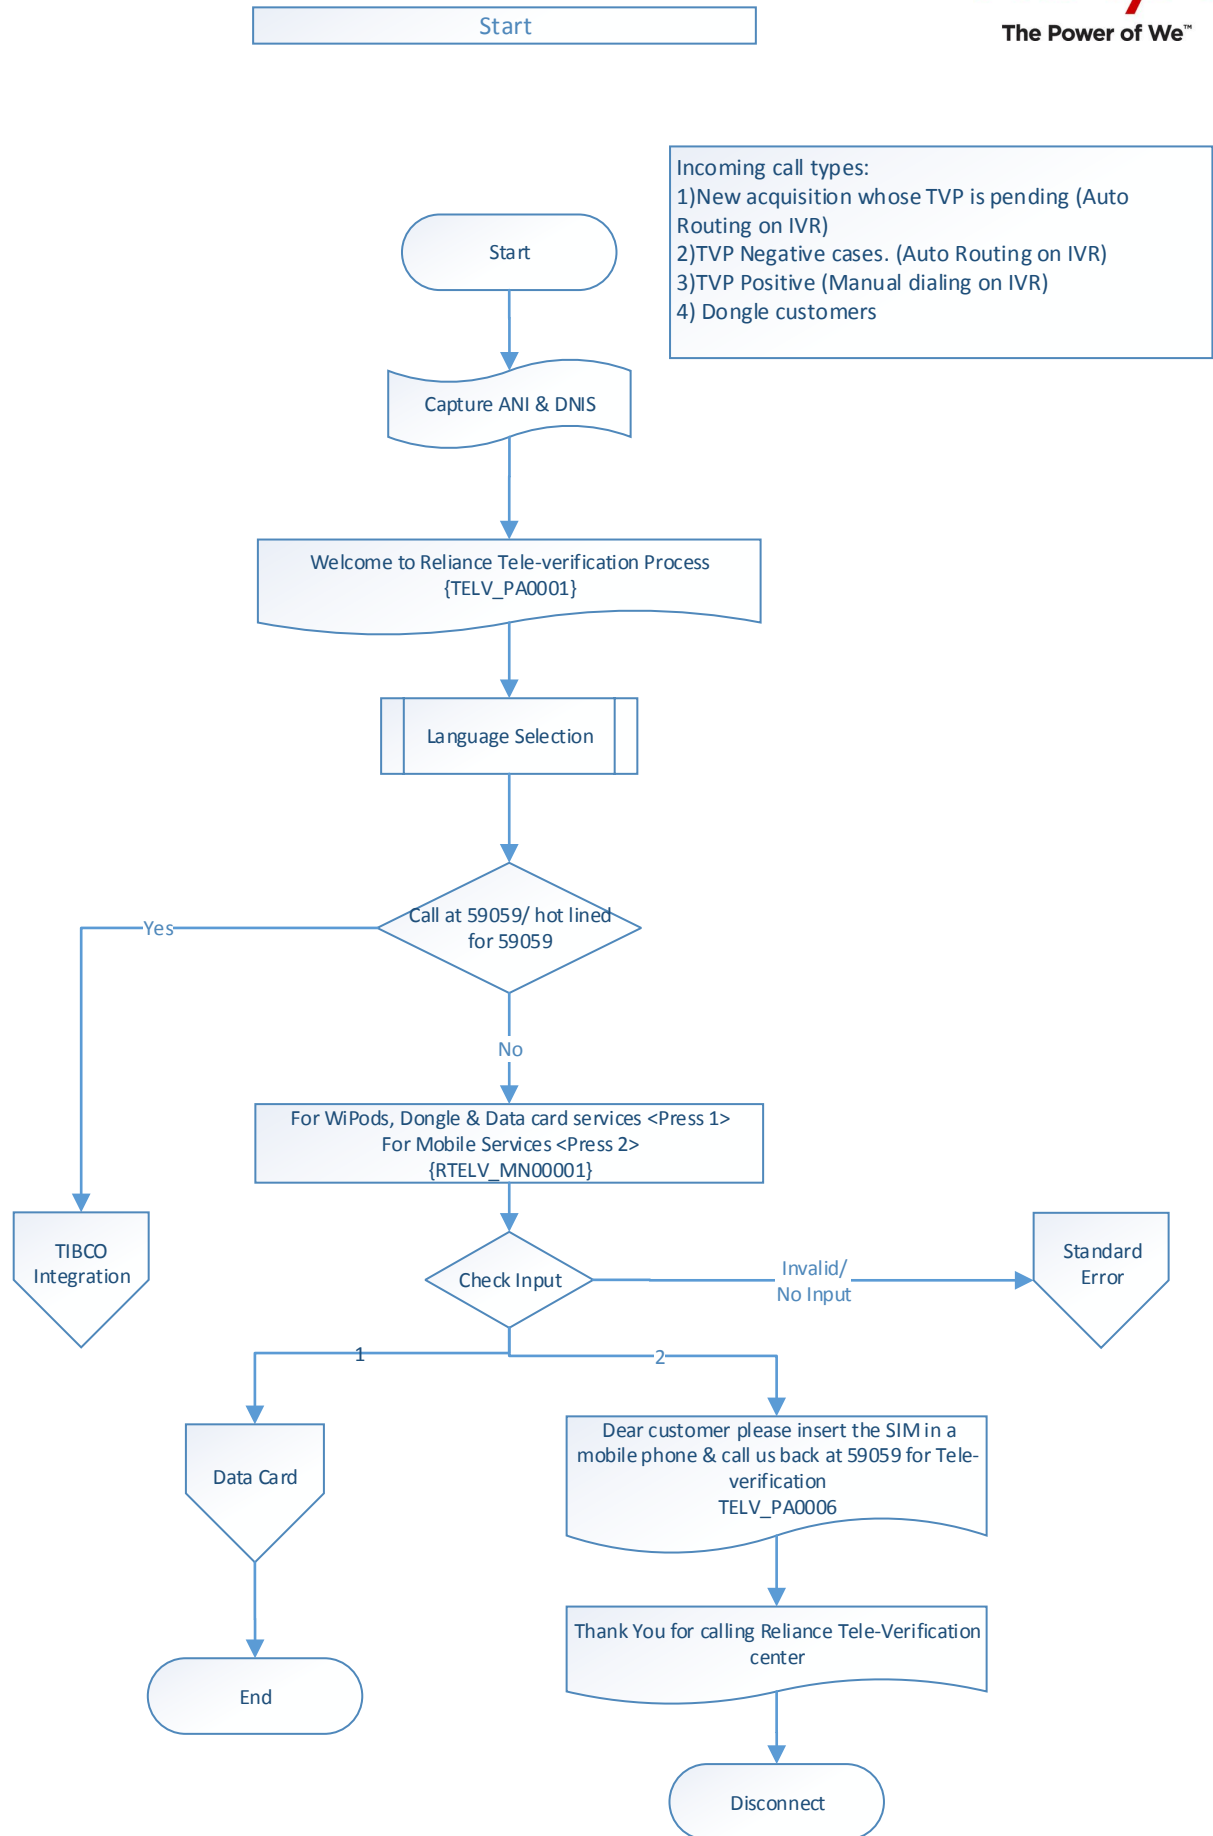 Start
The Power of We™
Incoming call types:
1)New acquisition whose TVP is pending (Auto
Routing on IVR)
2)TVP Negative cases. (Auto Routing on IVR)
3)TVP Positive (Manual dialing on IVR)
4) Dongle customers
Start
Capture ANI & DNIS
Welcome to Reliance Tele-verification Process
{TELV_PA0001}
Language Selection
Call at 59059/ hot lined
for 59059
Yes
No
For WiPods, Dongle & Data card services <Press 1>
For Mobile Services <Press 2>
{RTELV_MN00001}
TIBCO
Integration
Check Input
Invalid/
No Input
Standard
Error
1
2
Data Card
Dear customer please insert the SIM in a
mobile phone & call us back at 59059 for Tele-
verification
TELV_PA0006
Thank You for calling Reliance Tele-Verification
center
End
Disconnect